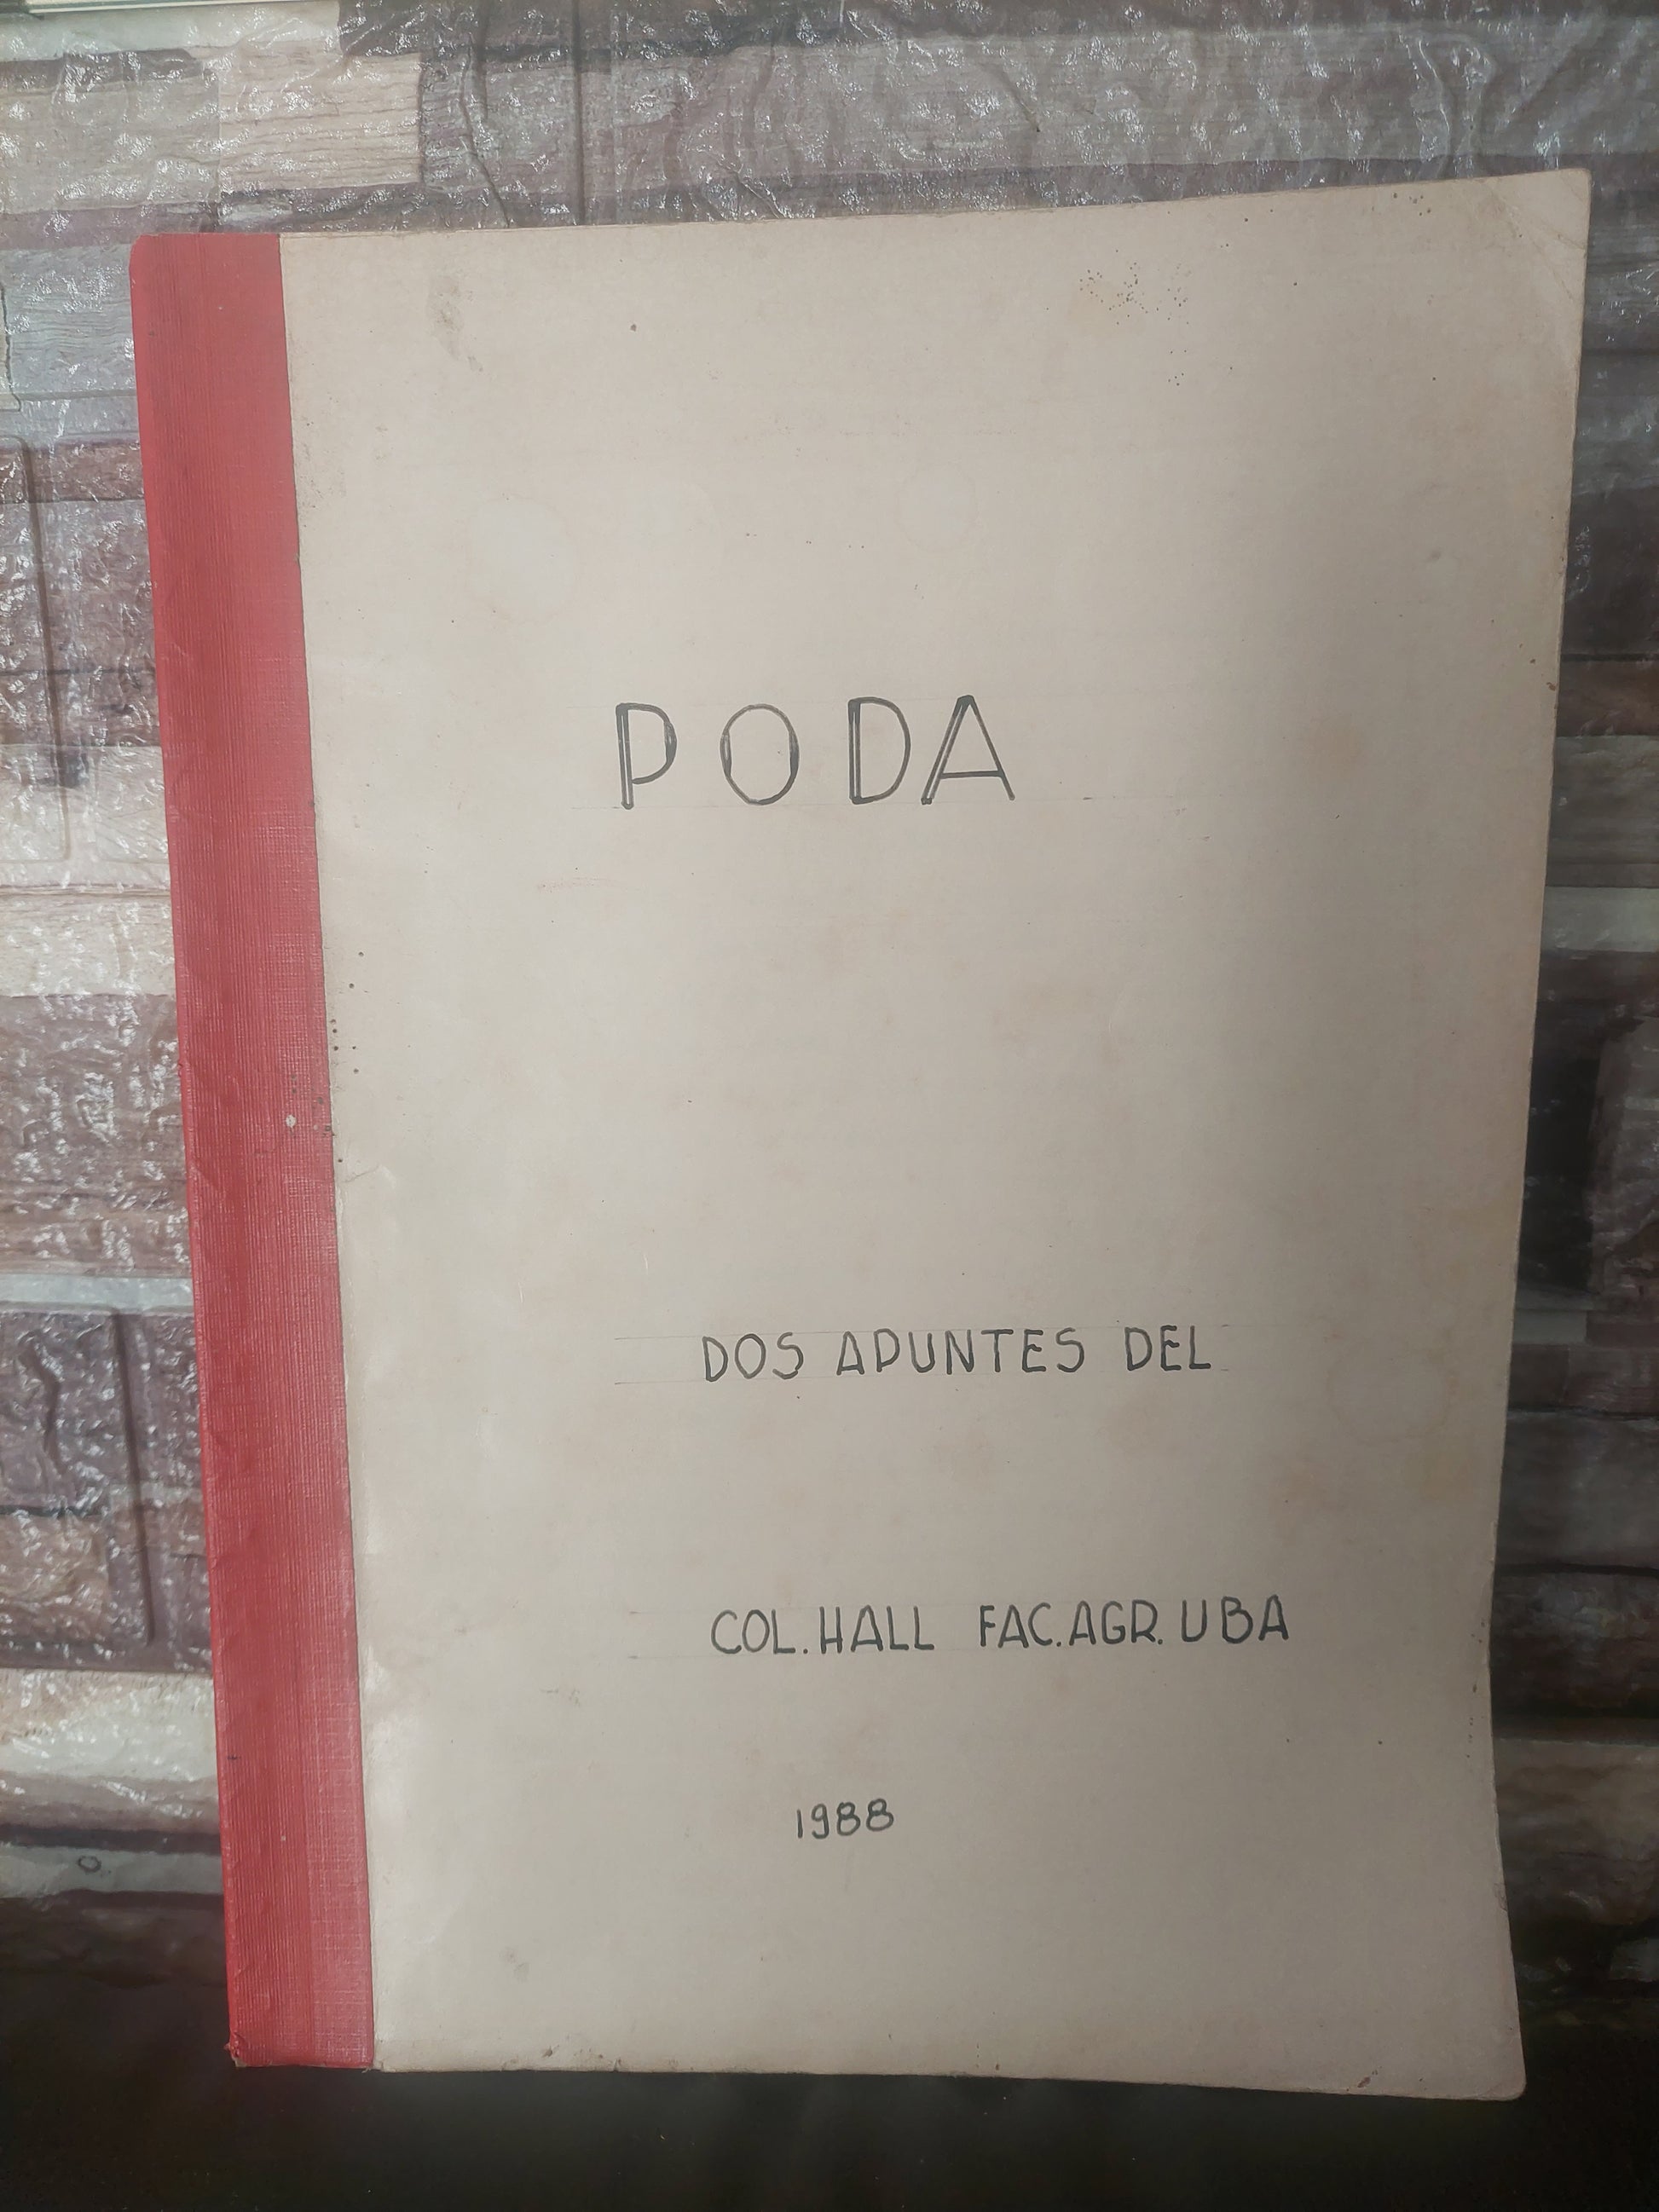 PODA
DOS APUNTES DEL
COL. HALL FAC. AGR. UBA
1988